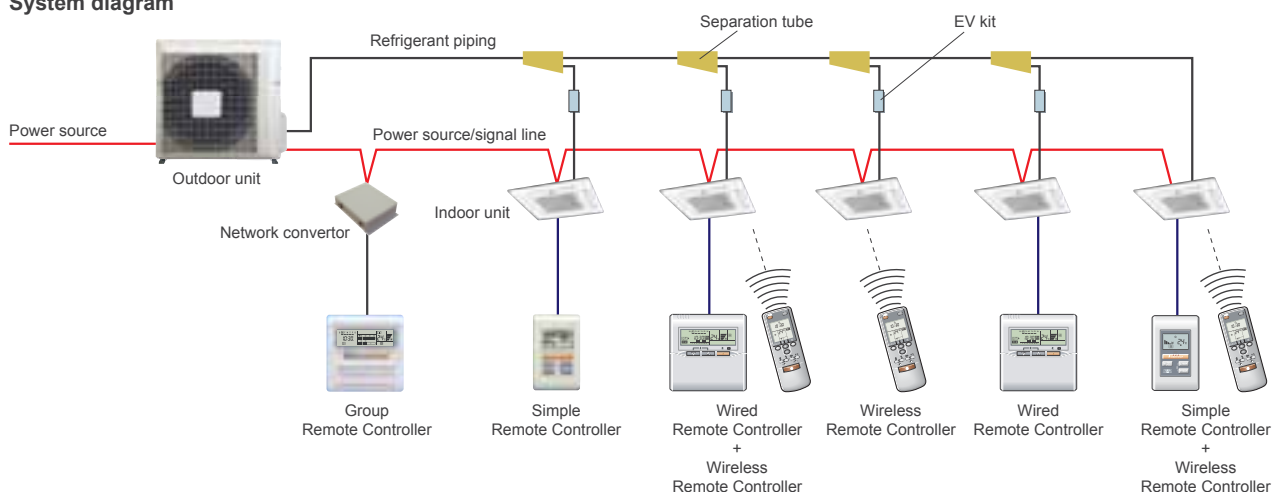 System diagram
Separation tube
EV kit
Refrigerant piping
Power source
Power source/signal line
Outdoor unit
Indoor unit
Network convertor
Group
Remote Controller
Simple
Remote Controller
Wired
Remote Controller
+
Wireless
Remote Controller
Wireless
Remote Controller
Wired
Remote Controller
Simple
Remote Controller
+
Wireless
Remote Controller